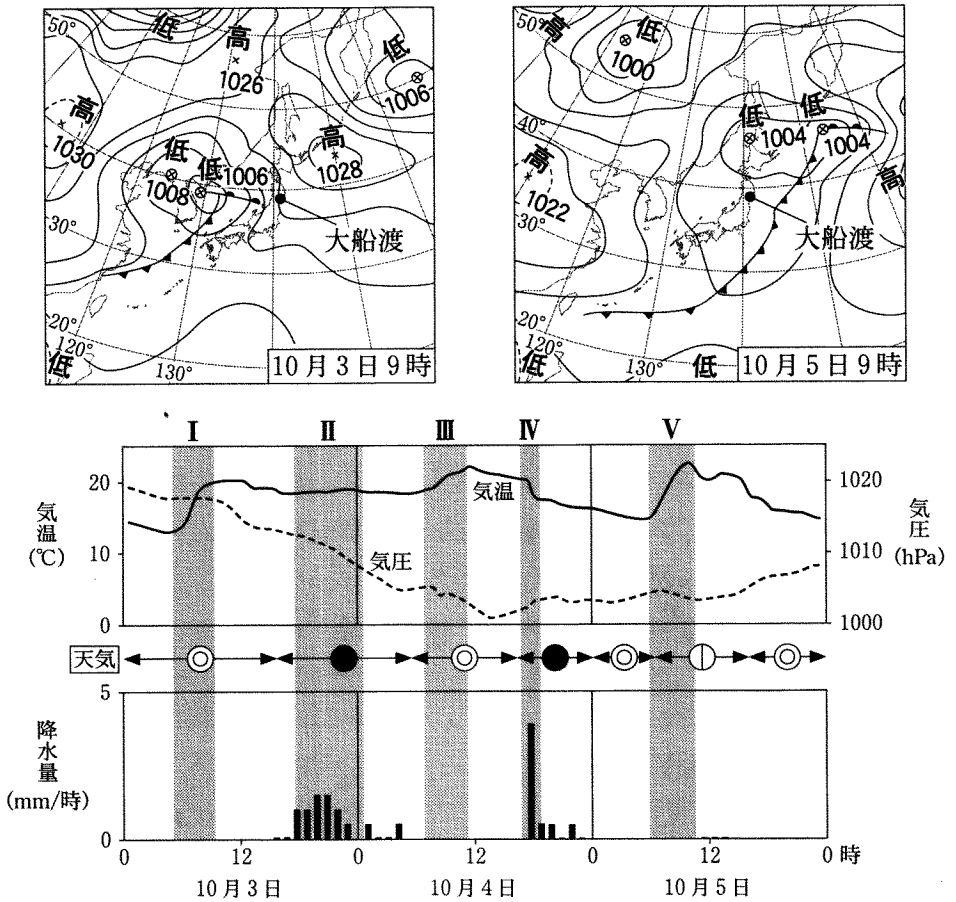 50° 低 高 1026 低 1006
高 1030
低 1008 低 1006
高 1028
大船渡
30°
20°
120°
低
130°
10月3日9時
50° 高 低 1000
40°
低 1004 低 1004
高 1022
高
大船渡
30°
20°
120°
低
130°
低
10月5日9時
Ⅰ Ⅱ Ⅲ Ⅳ Ⅴ
気温(℃)
20
10
0
気温
気圧
1020
1010
1000
気圧(hPa)
天気
降水量(mm/時)
5
0
0 12 0 12 0 12 0 時
10月3日 10月4日 10月5日